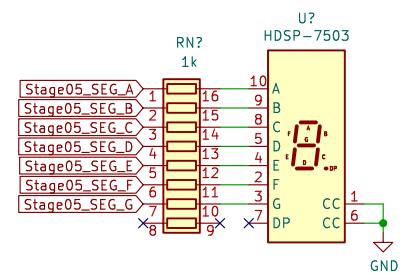 U?
HDSP-7503
RN?
1k
Stage05_SEG_A 1 16 10 A
Stage05_SEG_B 2 15 9 B
Stage05_SEG_C 3 14 8 C
Stage05_SEG_D 4 13 5 D
Stage05_SEG_E 5 12 4 E
Stage05_SEG_F 6 11 2 F
Stage05_SEG_G 7 10 3 G CC 1
8 9 7 DP CC 6
A
F B
G
E C
D DP
GND